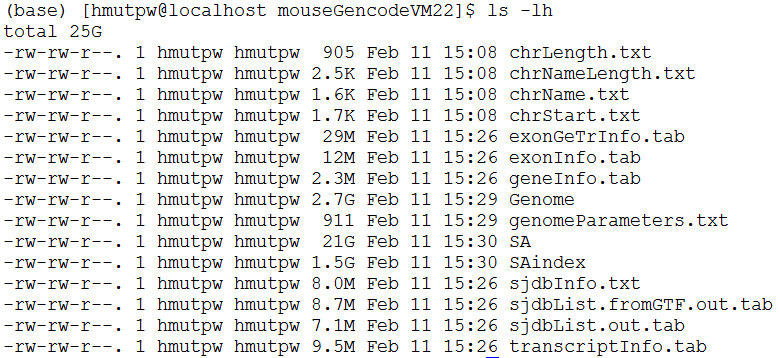 (base) [hmutpw@localhost mouseGencodeVM22]$ ls -lh
total 25G
-rw-rw-r--. 1 hmutpw hmutpw  905 Feb 11 15:08 chrLength.txt
-rw-rw-r--. 1 hmutpw hmutpw 2.5K Feb 11 15:08 chrNameLength.txt
-rw-rw-r--. 1 hmutpw hmutpw 1.6K Feb 11 15:08 chrName.txt
-rw-rw-r--. 1 hmutpw hmutpw 1.7K Feb 11 15:08 chrStart.txt
-rw-rw-r--. 1 hmutpw hmutpw  29M Feb 11 15:26 exonGeTrInfo.tab
-rw-rw-r--. 1 hmutpw hmutpw  12M Feb 11 15:26 exonInfo.tab
-rw-rw-r--. 1 hmutpw hmutpw 2.3M Feb 11 15:26 geneInfo.tab
-rw-rw-r--. 1 hmutpw hmutpw 2.7G Feb 11 15:29 Genome
-rw-rw-r--. 1 hmutpw hmutpw  911 Feb 11 15:29 genomeParameters.txt
-rw-rw-r--. 1 hmutpw hmutpw  21G Feb 11 15:30 SA
-rw-rw-r--. 1 hmutpw hmutpw 1.5G Feb 11 15:30 SAindex
-rw-rw-r--. 1 hmutpw hmutpw 8.0M Feb 11 15:26 sjdbInfo.txt
-rw-rw-r--. 1 hmutpw hmutpw 8.7M Feb 11 15:26 sjdbList.fromGTF.out.tab
-rw-rw-r--. 1 hmutpw hmutpw 7.1M Feb 11 15:26 sjdbList.out.tab
-rw-rw-r--. 1 hmutpw hmutpw 9.5M Feb 11 15:26 transcriptInfo.tab